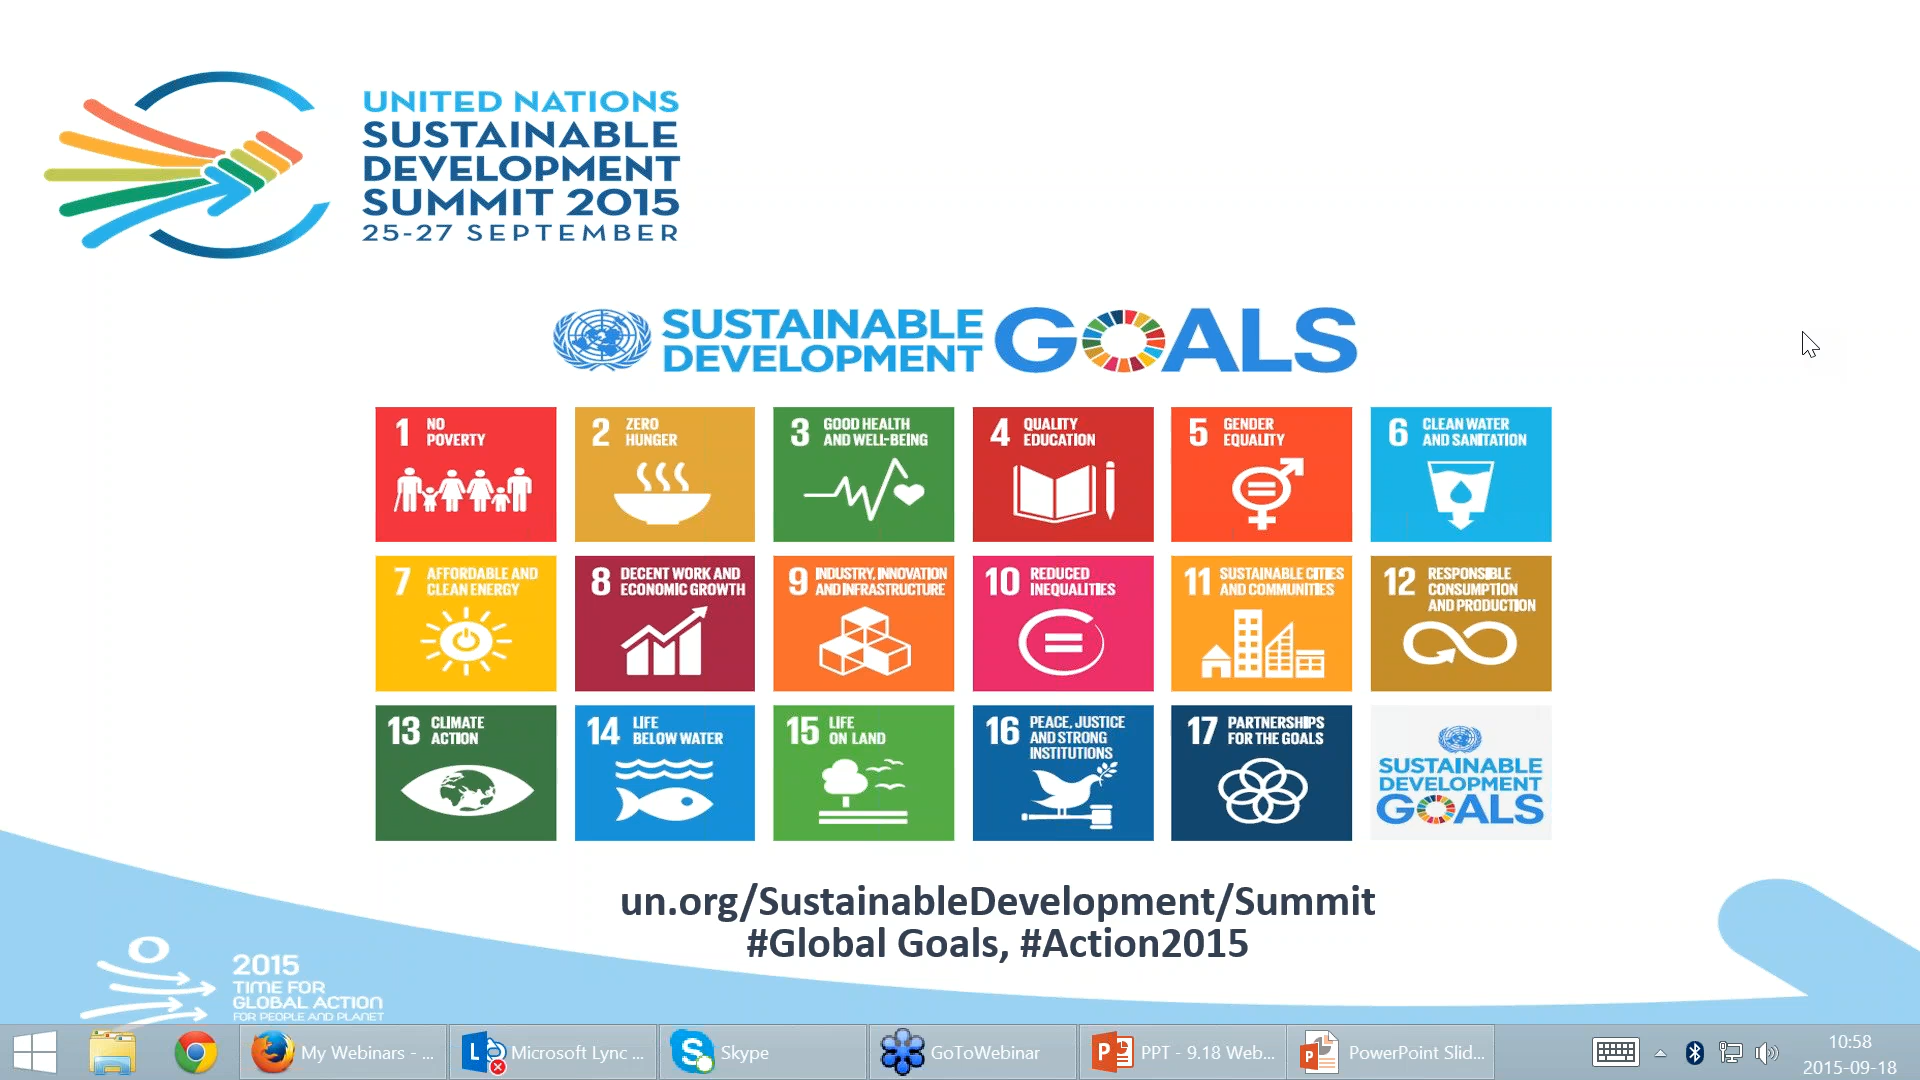 UNITED NATIONS
SUSTAINABLE
DEVELOPMENT
SUMMIT 2015
25-27 SEPTEMBER
SUSTAINABLE
DEVELOPMENT
GOALS
1 NO
POVERTY
2 ZERO
HUNGER
3 GOOD HEALTH
AND WELL-BEING
4 QUALITY
EDUCATION
5 GENDER
EQUALITY
6 CLEAN WATER
AND SANITATION
7 AFFORDABLE AND
CLEAN ENERGY
8 DECENT WORK AND
ECONOMIC GROWTH
9 INDUSTRY, INNOVATION
AND INFRASTRUCTURE
10 REDUCED
INEQUALITIES
11 SUSTAINABLE CITIES
AND COMMUNITIES
12 RESPONSIBLE
CONSUMPTION
AND PRODUCTION
13 CLIMATE
ACTION
14 LIFE
BELOW WATER
15 LIFE
ON LAND
16 PEACE, JUSTICE
AND STRONG
INSTITUTIONS
17 PARTNERSHIPS
FOR THE GOALS
SUSTAINABLE
DEVELOPMENT
GOALS
un.org/SustainableDevelopment/Summit
#Global Goals, #Action2015
2015
TIME FOR
GLOBAL ACTION
FOR PEOPLE AND PLANET
My Webinars - ...
Microsoft Lync ...
Skype
GoToWebinar
PPT - 9.18 Web...
PowerPoint Slid...
10:58
2015-09-18